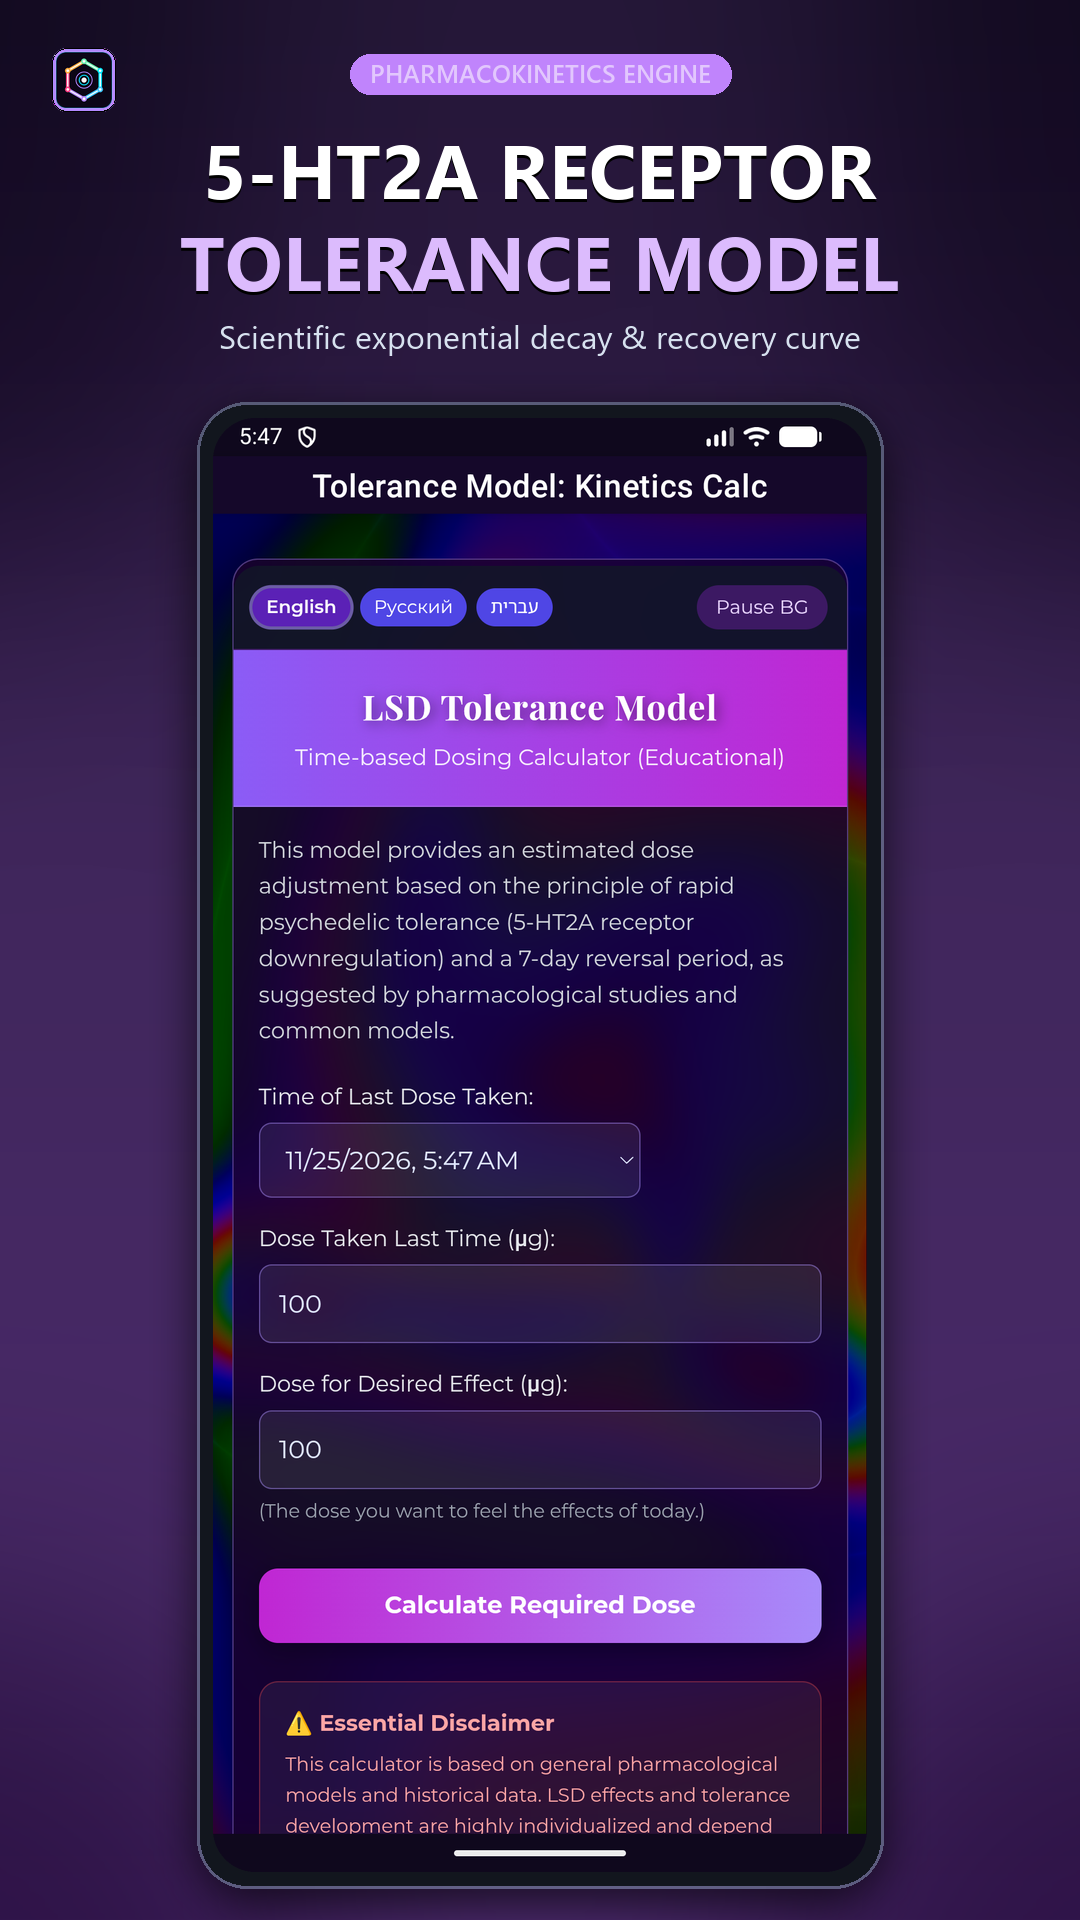 PHARMACOKINETICS ENGINE
5-HT2A RECEPTOR
TOLERANCE MODEL
Scientific exponential decay & recovery curve
5:47
Tolerance Model: Kinetics Calc
English Русский עברית Pause BG
LSD Tolerance Model
Time-based Dosing Calculator (Educational)
This model provides an estimated dose
adjustment based on the principle of rapid
psychedelic tolerance (5-HT2A receptor
downregulation) and a 7-day reversal period, as
suggested by pharmacological studies and
common models.
Time of Last Dose Taken:
11/25/2026, 5:47 AM
Dose Taken Last Time (μg):
100
Dose for Desired Effect (μg):
100
(The dose you want to feel the effects of today.)
Calculate Required Dose
⚠️ Essential Disclaimer
This calculator is based on general pharmacological
models and historical data. LSD effects and tolerance
development are highly individualized and depend